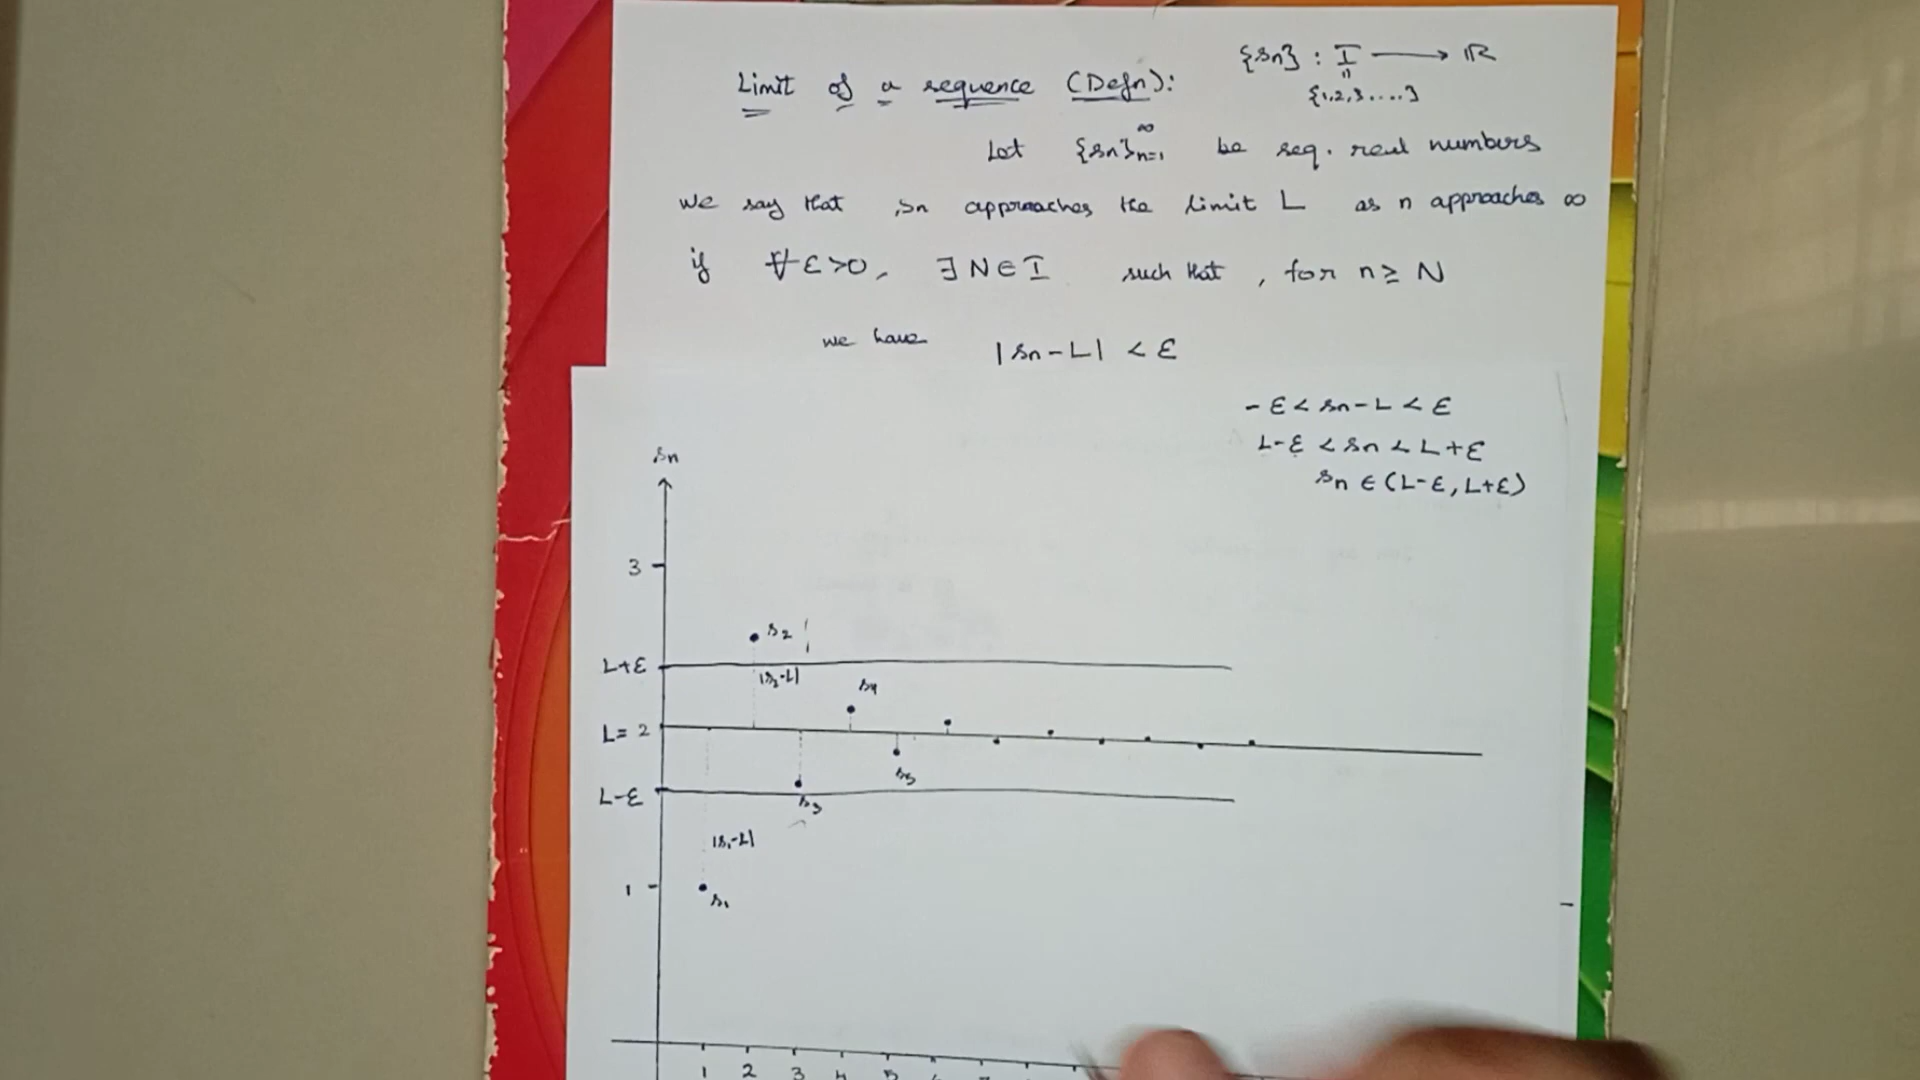 Limit of a sequence (Defn):
{sn} : I → ℝ
"
{1,2,3....}
Let {sn}∞n=1 be seq. real numbers
we say that sn approaches the limit L as n approaches ∞
if ∀ε>0, ∃ N∈I such that, for n≥N
we have |sn-L| < ε
-ε < sn-L < ε
L-ε < sn < L+ε
sn ∈ (L-ε, L+ε)
sn
3
s2
L+ε
|s2-L|
s4
L= 2
s5
L-ε
s3
|s1-L|
1
s1
1 2 3 4 5